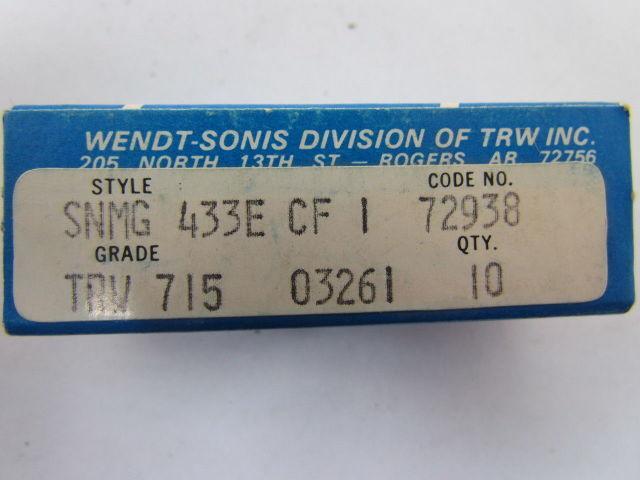 WENDT-SONIS DIVISION OF TRW INC.
205 NORTH 13TH ST — ROGERS AR 72756
STYLE CODE NO.
SNMG 433E CF 1 72938
GRADE QTY.
TRW 715 03261 10